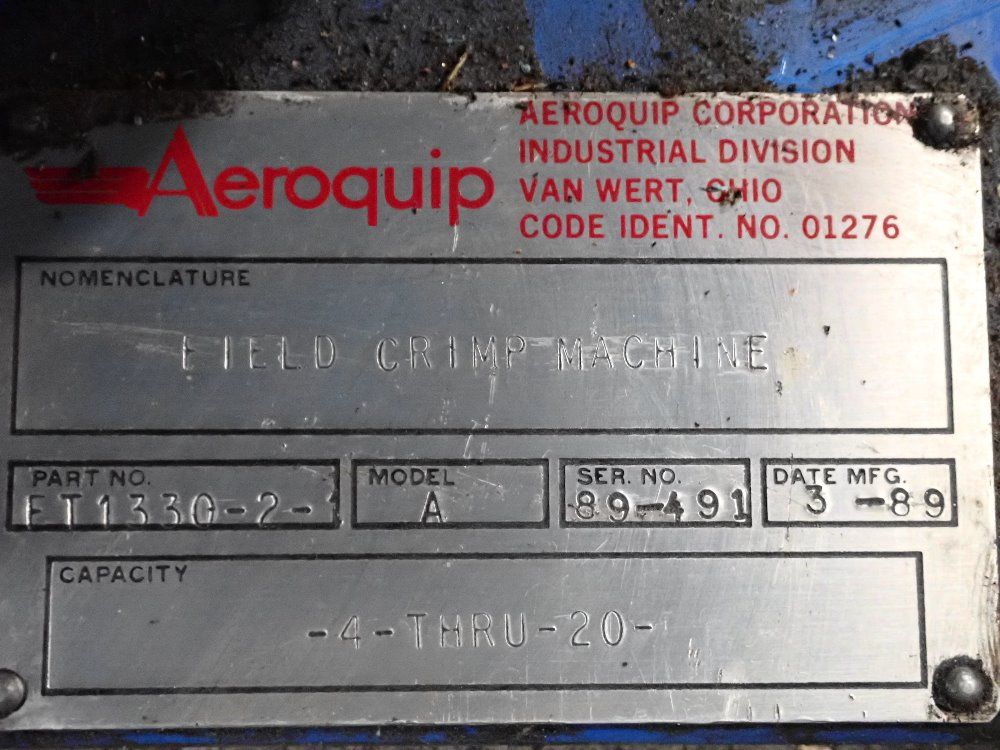 Aeroquip
AEROQUIP CORPORATION
INDUSTRIAL DIVISION
VAN WERT, OHIO
CODE IDENT. NO. 01276
NOMENCLATURE
FIELD CRIMP MACHINE
PART NO.
FT1330-2-1
MODEL
A
SER. NO.
89-491
DATE MFG.
3-89
CAPACITY
-4-THRU-20-